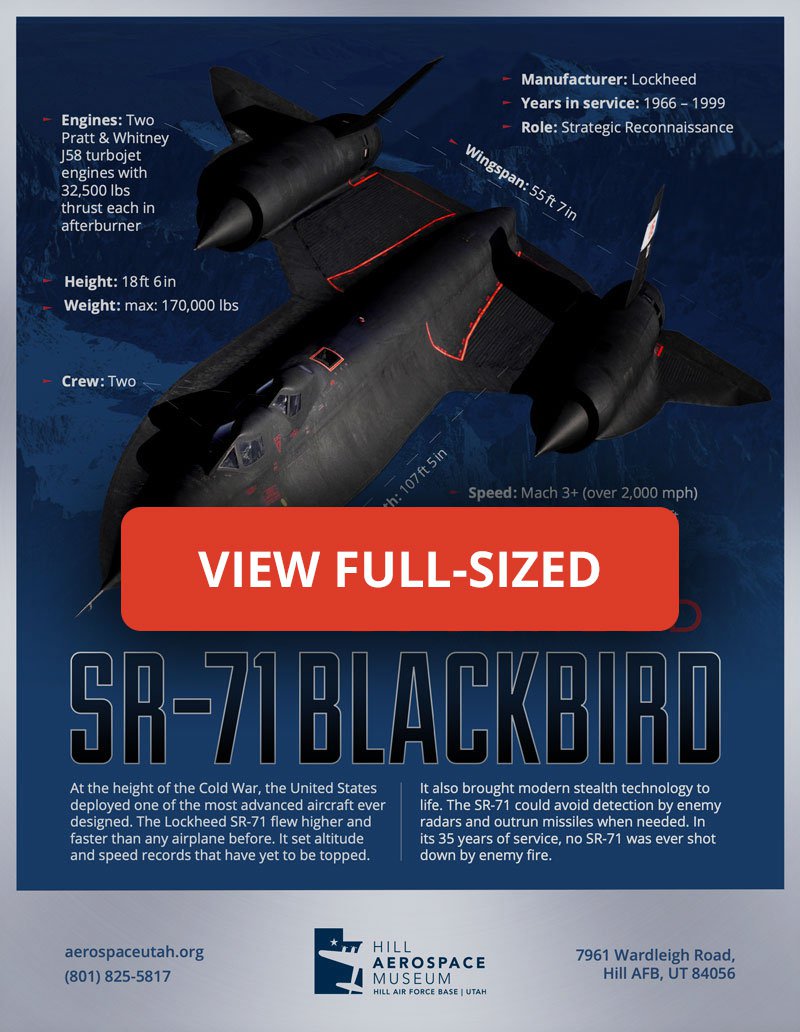 Manufacturer: Lockheed
Years in service: 1966 – 1999
Role: Strategic Reconnaissance
Engines: Two
Pratt & Whitney
J58 turbojet
engines with
32,500 lbs
thrust each in
afterburner
Wingspan: 55 ft 7 in
Height: 18 ft 6 in
Weight: max: 170,000 lbs
Crew: Two
107 ft 5 in
Speed: Mach 3+ (over 2,000 mph)
VIEW FULL-SIZED
SR-71 BLACKBIRD
At the height of the Cold War, the United States
deployed one of the most advanced aircraft ever
designed. The Lockheed SR-71 flew higher and
faster than any airplane before. It set altitude
and speed records that have yet to be topped.
It also brought modern stealth technology to
life. The SR-71 could avoid detection by enemy
radars and outrun missiles when needed. In
its 35 years of service, no SR-71 was ever shot
down by enemy fire.
aerospaceutah.org
(801) 825-5817
HILL
AEROSPACE
MUSEUM
HILL AIR FORCE BASE | UTAH
7961 Wardleigh Road,
Hill AFB, UT 84056